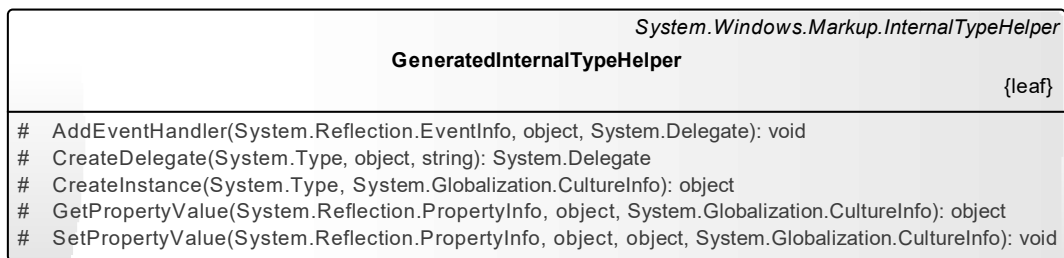 System.Windows.Markup.InternalTypeHelper
GeneratedInternalTypeHelper
{leaf}
# AddEventHandler(System.Reflection.EventInfo, object, System.Delegate): void
# CreateDelegate(System.Type, object, string): System.Delegate
# CreateInstance(System.Type, System.Globalization.CultureInfo): object
# GetPropertyValue(System.Reflection.PropertyInfo, object, System.Globalization.CultureInfo): object
# SetPropertyValue(System.Reflection.PropertyInfo, object, object, System.Globalization.CultureInfo): void